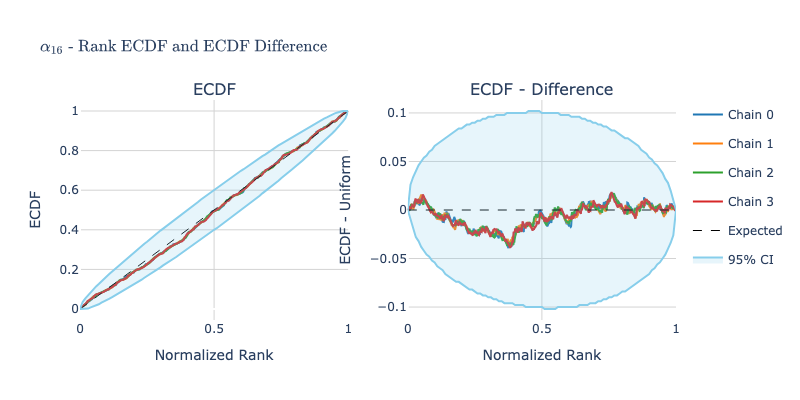 α₁₆ - Rank ECDF and ECDF Difference
ECDF
ECDF
1
0.8
0.6
0.4
0.2
0
0
0.5
1
Normalized Rank
ECDF - Difference
ECDF - Uniform
0.1
0.05
0
−0.05
−0.1
0
0.5
1
Normalized Rank
Chain 0
Chain 1
Chain 2
Chain 3
Expected
95% CI